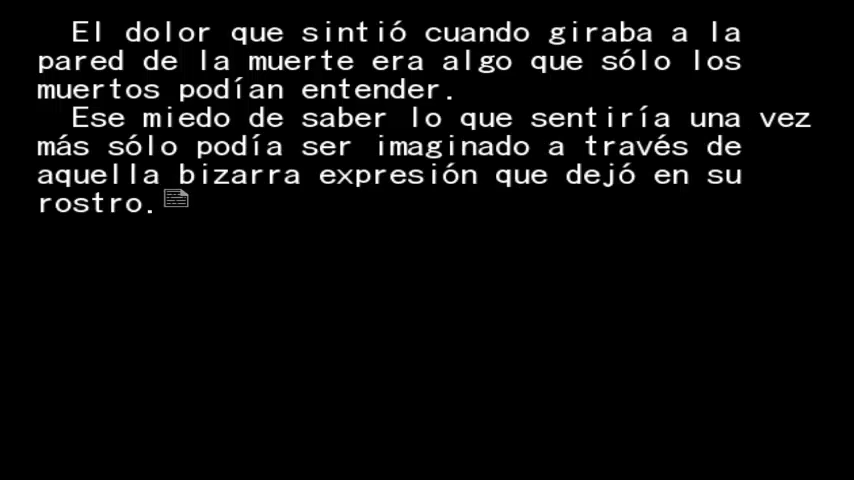 El dolor que sintió cuando giraba a la
pared de la muerte era algo que sólo los
muertos podían entender.
Ese miedo de saber lo que sentiría una vez
más sólo podía ser imaginado a través de
aquella bizarra expresión que dejó en su
rostro.